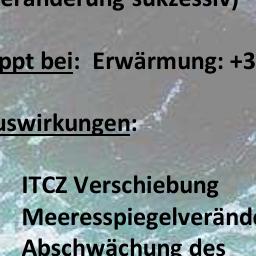 eränderung sukzessiv)
ppt bei: Erwärmung: +3
uswirkungen:
ITCZ Verschiebung
Meeresspiegelverände
Abschwächung des